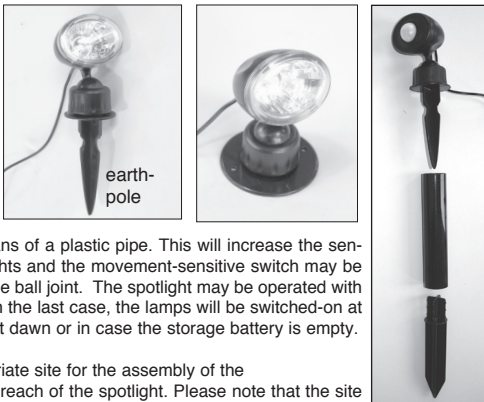 earth-
pole
ans of a plastic pipe. This will increase the sen-
hts and the movement-sensitive switch may be
e ball joint. The spotlight may be operated with
n the last case, the lamps will be switched-on at
t dawn or in case the storage battery is empty.
riate site for the assembly of the
reach of the spotlight. Please note that the site